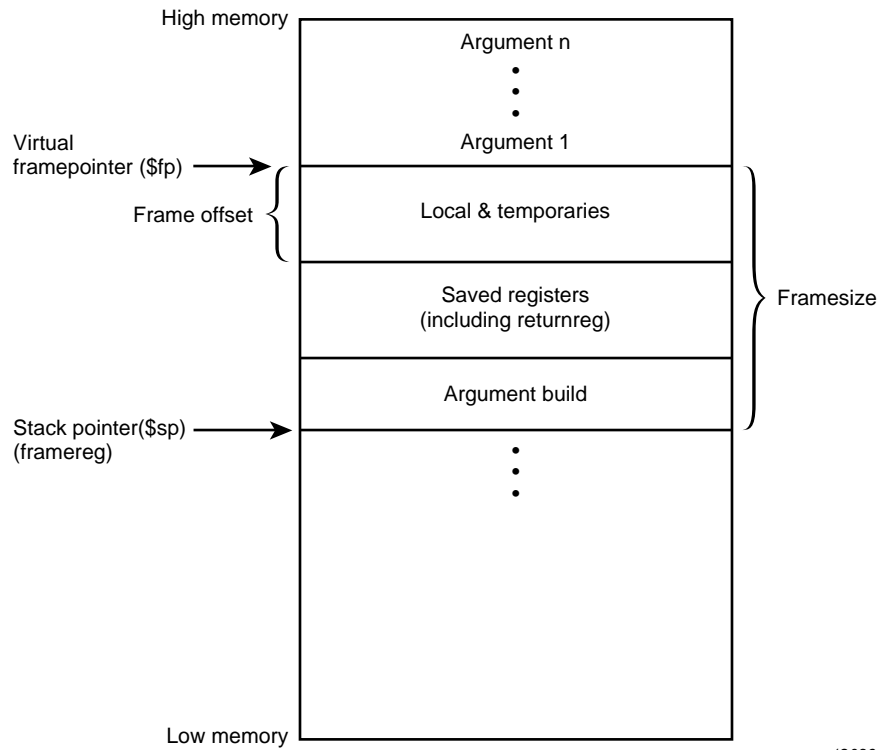 High memory
Argument n
Argument 1
Virtual
framepointer ($fp)
Frame offset
Local & temporaries
Saved registers
(including returnreg)
Framesize
Argument build
Stack pointer($sp)
(framereg)
Low memory